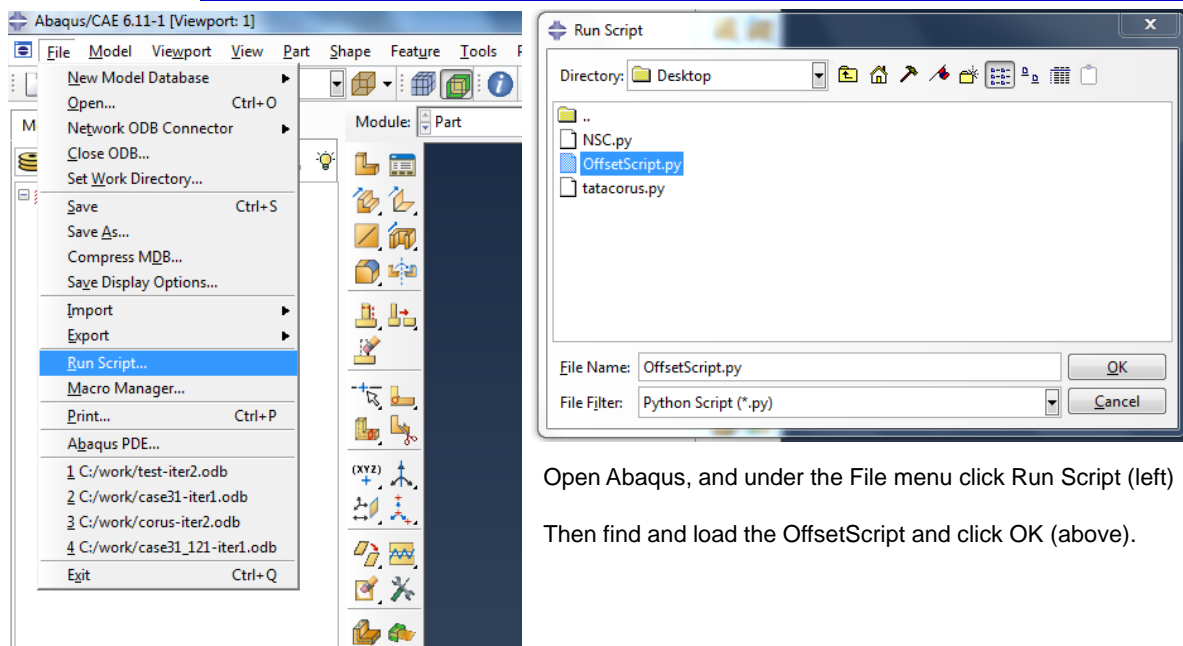 Abaqus/CAE 6.11-1 [Viewport: 1]
File Model Viewport View Part Shape Feature Tools
New Model Database
Open... Ctrl+O
Network ODB Connector
Close ODB...
Set Work Directory...
Save Ctrl+S
Save As...
Compress MDB...
Save Display Options...
Import
Export
Run Script...
Macro Manager...
Print... Ctrl+P
Abaqus PDE...
1 C:/work/test-iter2.odb
2 C:/work/case31-iter1.odb
3 C:/work/corus-iter2.odb
4 C:/work/case31_121-iter1.odb
Exit Ctrl+Q
Module: Part
(XYZ)
Run Script
X
Directory: Desktop
..
NSC.py
OffsetScript.py
tatacorus.py
File Name: OffsetScript.py OK
File Filter: Python Script (*.py) Cancel
Open Abaqus, and under the File menu click Run Script (left)
Then find and load the OffsetScript and click OK (above).